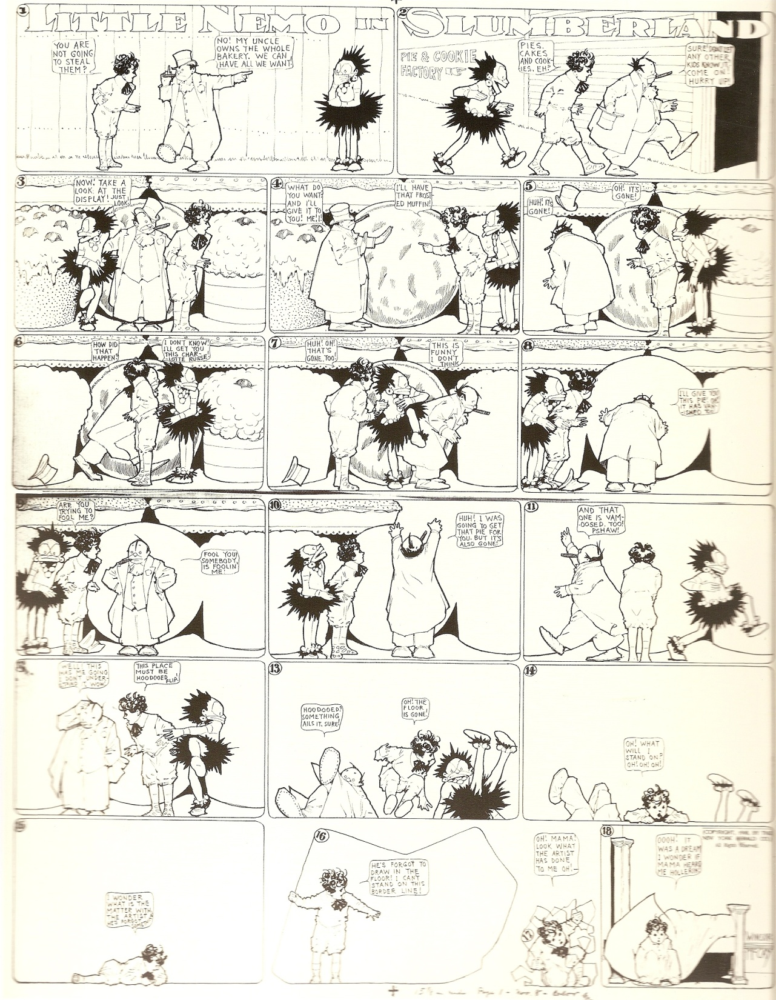 1
LITTLE NEMO IN
YOU ARE
NOT GOING
TO STEAL
THEM?
NO! MY UNCLE
OWNS THE WHOLE
BAKERY. WE CAN
HAVE ALL WE WANT!
2
SLUMBERLAND
PIE & COOKIE
FACTORY
PIES.
CAKES
AND COOK-
IES, EH?
SURE! DON'T LET
ANY OTHER
KIDS KNOW IT.
COME ON!
HURRY UP!
3
NOW! TAKE A
LOOK AT THE
DISPLAY! JUST
LOOK!
4
WHAT DO
YOU WANT
AND I'LL
GIVE IT TO
YOU! ME!!
I'LL HAVE
THAT FROST-
ED MUFFIN!
5
HUH! IT'S
GONE!
OH! IT'S
GONE!
6
HOW DID
THAT
HAPPEN?
I DON'T KNOW!
I'LL GET YOU
THIS CHAR-
-LOTTE RUSSE!
7
HUH! OH!
THAT'S
GONE, TOO!
THIS IS
FUNNY
I DON'T
THINK
8
I'LL GIVE YOU
THIS PIE! OH!
IT HAS VAN-
-ISHED, TOO!
ARE YOU
TRYING TO
FOOL ME?
FOOL YOU!
SOMEBODY
IS FOOLIN'
ME!
10
HUH! I WAS
GOING TO GET
THAT PIE FOR
YOU. BUT IT'S
ALSO GONE!
11
AND THAT
ONE IS VAM-
-OOSED, TOO!
PSHAW!
WELL! THIS
HAS ME GOING
I DON'T UNDER-
STAND IT. WOW!
THIS PLACE
MUST BE
HOODOOED
FLIP!
13
HOODOOED?
SOMETHING
AILS IT, SURE!
OH! THE
FLOOR
IS GONE!
14
OH! WHAT
WILL I
STAND ON?
OH! OH! OH!
15
I WONDER
WHAT IS THE
MATTER WITH
THE ARTIST
HE'S FORGOT
16
HE'S FORGOT TO
DRAW IN THE
FLOOR! I CAN'T
STAND ON THIS
BORDER LINE!
OH! MAMA!
LOOK WHAT
THE ARTIST
HAS DONE
TO ME OH!—
17
18
COPYRIGHT, BY THE
NEW YORK HERALD CO.
All Rights Reserved.
OOOH! IT
WAS A DREAM
I WONDER IF
MAMA HEARD
ME HOLLERIN!
WINSOR
McCAY